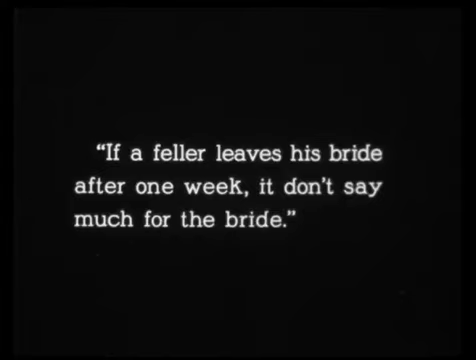 “If a feller leaves his bride
after one week, it don’t say
much for the bride.”